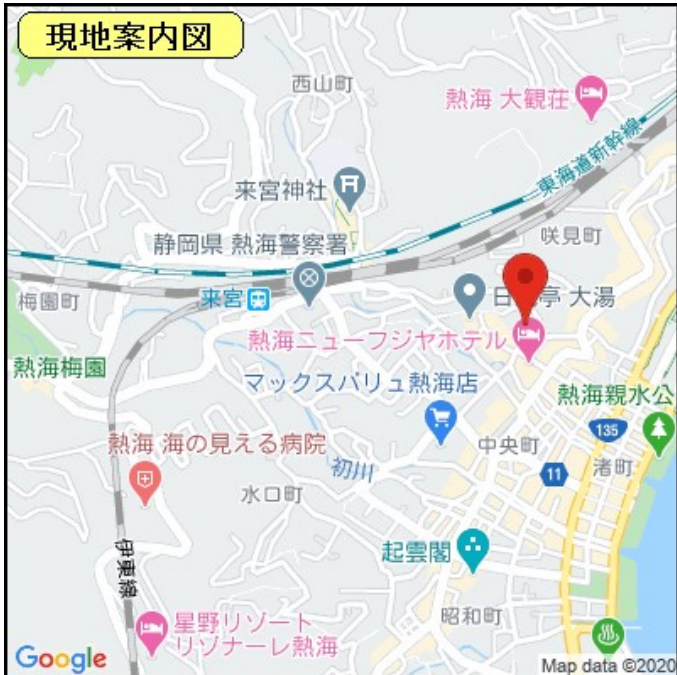 現地案内図
西山町
熱海 大観荘
東海道新幹線
来宮神社
咲見町
静岡県 熱海警察署
来宮
梅園町
大湯
熱海ニューフジヤホテル
熱海梅園
マックスバリュ熱海店
熱海親水公
135
中央町
渚町
熱海 海の見える病院
11
初川
水口町
起雲閣
伊東線
昭和町
星野リゾート
リゾナーレ熱海
Google
Map data ©2020